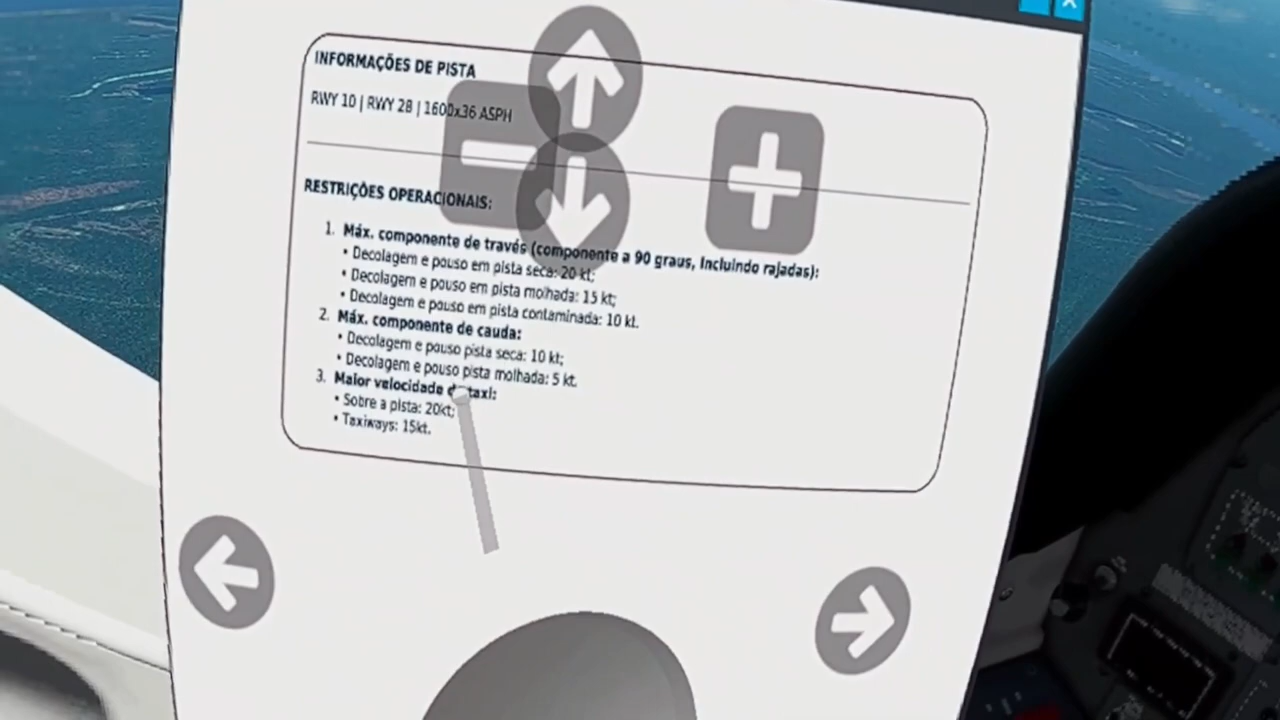 INFORMAÇÕES DE PISTA
RWY 10 | RWY 28 | 1600x36 ASPH
RESTRIÇÕES OPERACIONAIS:
1. Máx. componente de través (componente a 90 graus, incluindo rajadas):
• Decolagem e pouso em pista seca: 20 kt;
• Decolagem e pouso em pista molhada: 15 kt;
• Decolagem e pouso em pista contaminada: 10 kt.
2. Máx. componente de cauda:
• Decolagem e pouso pista seca: 10 kt;
• Decolagem e pouso pista molhada: 5 kt.
3. Maior velocidade de taxi:
• Sobre a pista: 20kt;
• Taxiways: 15kt.